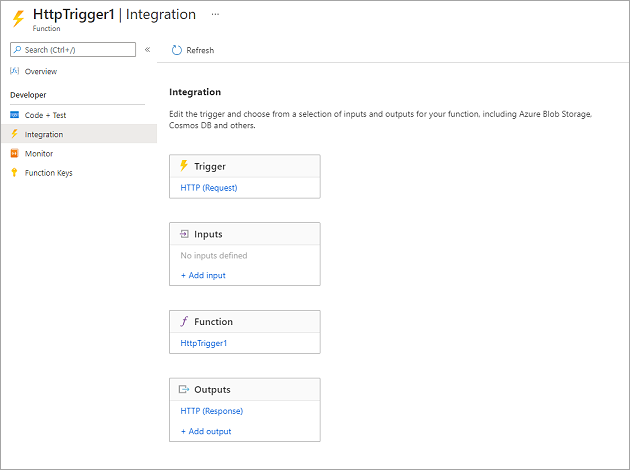 HttpTrigger1 | Integration ...
Function
Search (Ctrl+/)
«
Refresh
Overview
Developer
Code + Test
Integration
Monitor
Function Keys
Integration
Edit the trigger and choose from a selection of inputs and outputs for your function, including Azure Blob Storage,
Cosmos DB and others.
Trigger
HTTP (Request)
Inputs
No inputs defined
+ Add input
Function
HttpTrigger1
Outputs
HTTP (Response)
+ Add output